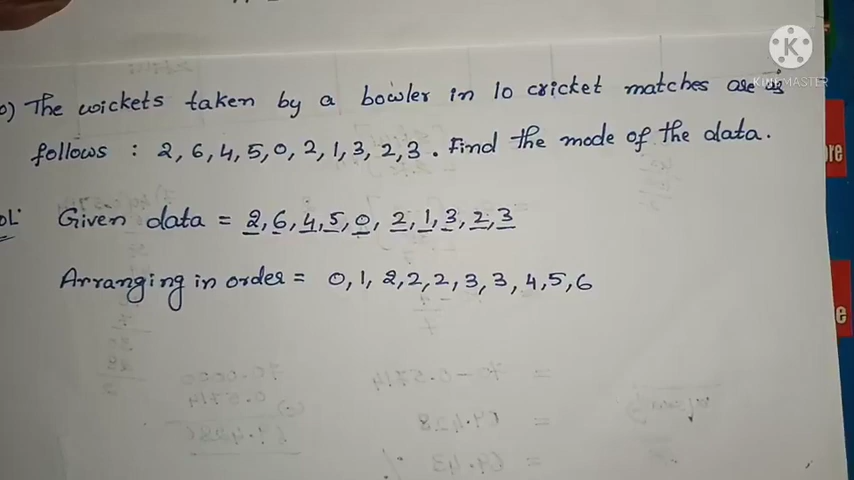 o) The wickets taken by a bowler in 10 cricket matches are as
follows : 2, 6, 4, 5, 0, 2, 1, 3, 2, 3. Find the mode of the data.
ol: Given data = 2, 6, 4, 5, 0, 2, 1, 3, 2, 3
Arranging in order = 0, 1, 2, 2, 2, 3, 3, 4, 5, 6
KINEMASTER
re
e